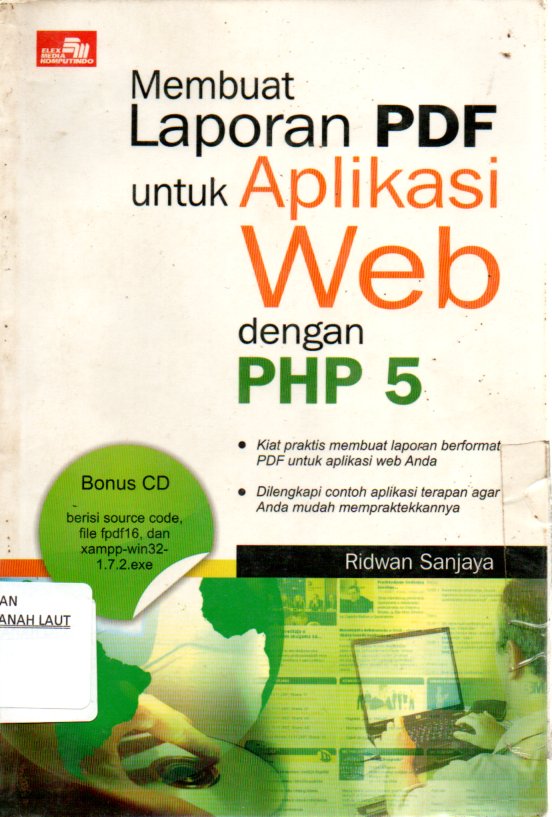 ELEX
MEDIA
KOMPUTINDO
Membuat
Laporan PDF
untuk Aplikasi
Web
dengan
PHP 5
• Kiat praktis membuat laporan berformat
PDF untuk aplikasi web Anda
• Dilengkapi contoh aplikasi terapan agar
Anda mudah mempraktekkannya
Bonus CD
berisi source code,
file fpdf16, dan
xampp-win32-
1.7.2.exe
Ridwan Sanjaya
AN
ANAH LAUT